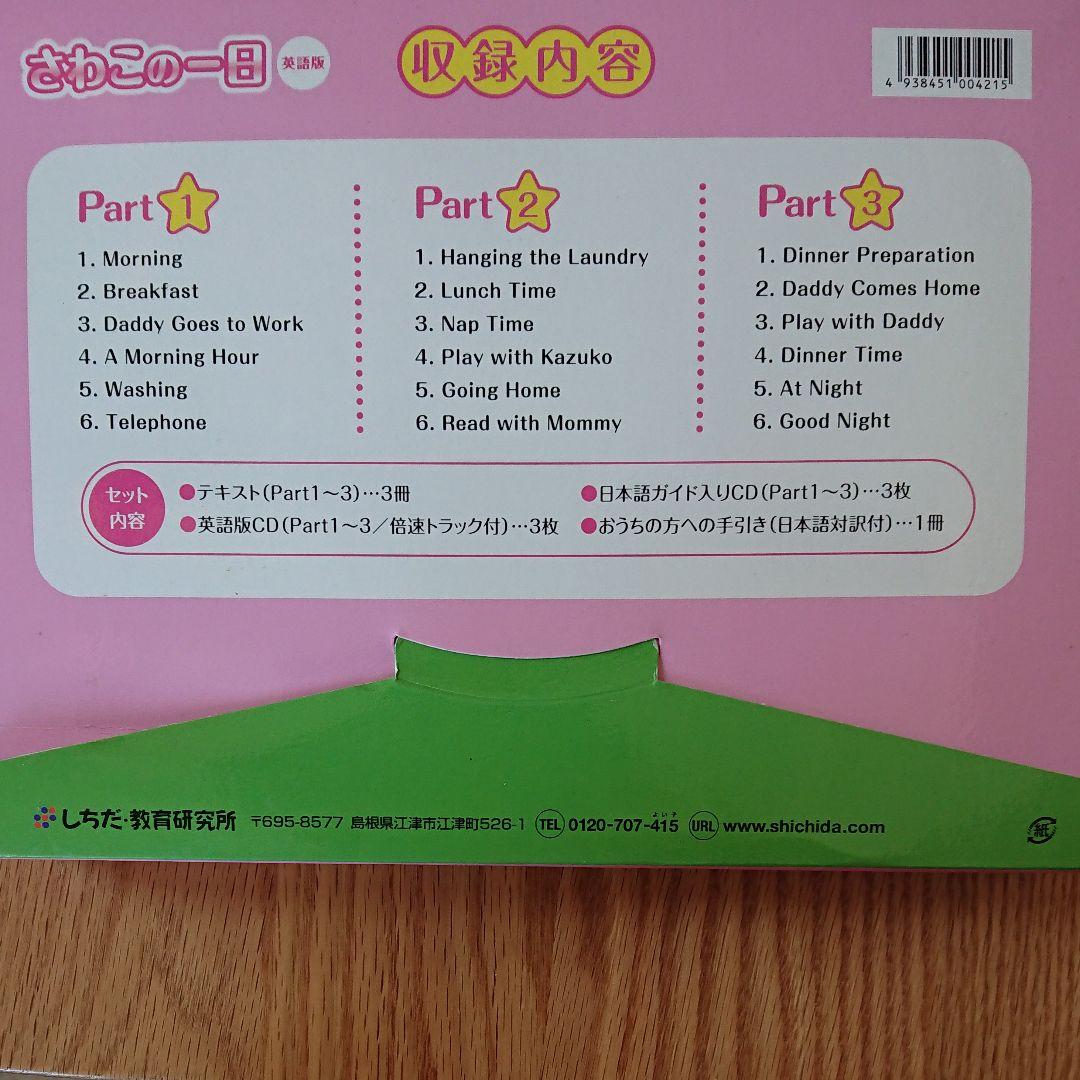 さわこの一日 英語版
収録内容
4 938451 004215
Part 1
1. Morning
2. Breakfast
3. Daddy Goes to Work
4. A Morning Hour
5. Washing
6. Telephone
Part 2
1. Hanging the Laundry
2. Lunch Time
3. Nap Time
4. Play with Kazuko
5. Going Home
6. Read with Mommy
Part 3
1. Dinner Preparation
2. Daddy Comes Home
3. Play with Daddy
4. Dinner Time
5. At Night
6. Good Night
セット
内容
●テキスト(Part1〜3)…3冊
●英語版CD(Part1〜3／倍速トラック付)…3枚
●日本語ガイド入りCD(Part1〜3)…3枚
●おうちの方への手引き(日本語対訳付)…1冊
しちだ・教育研究所 〒695-8577 島根県江津市江津町526-1 TEL 0120-707-415 よいこ URL www.shichida.com
紙